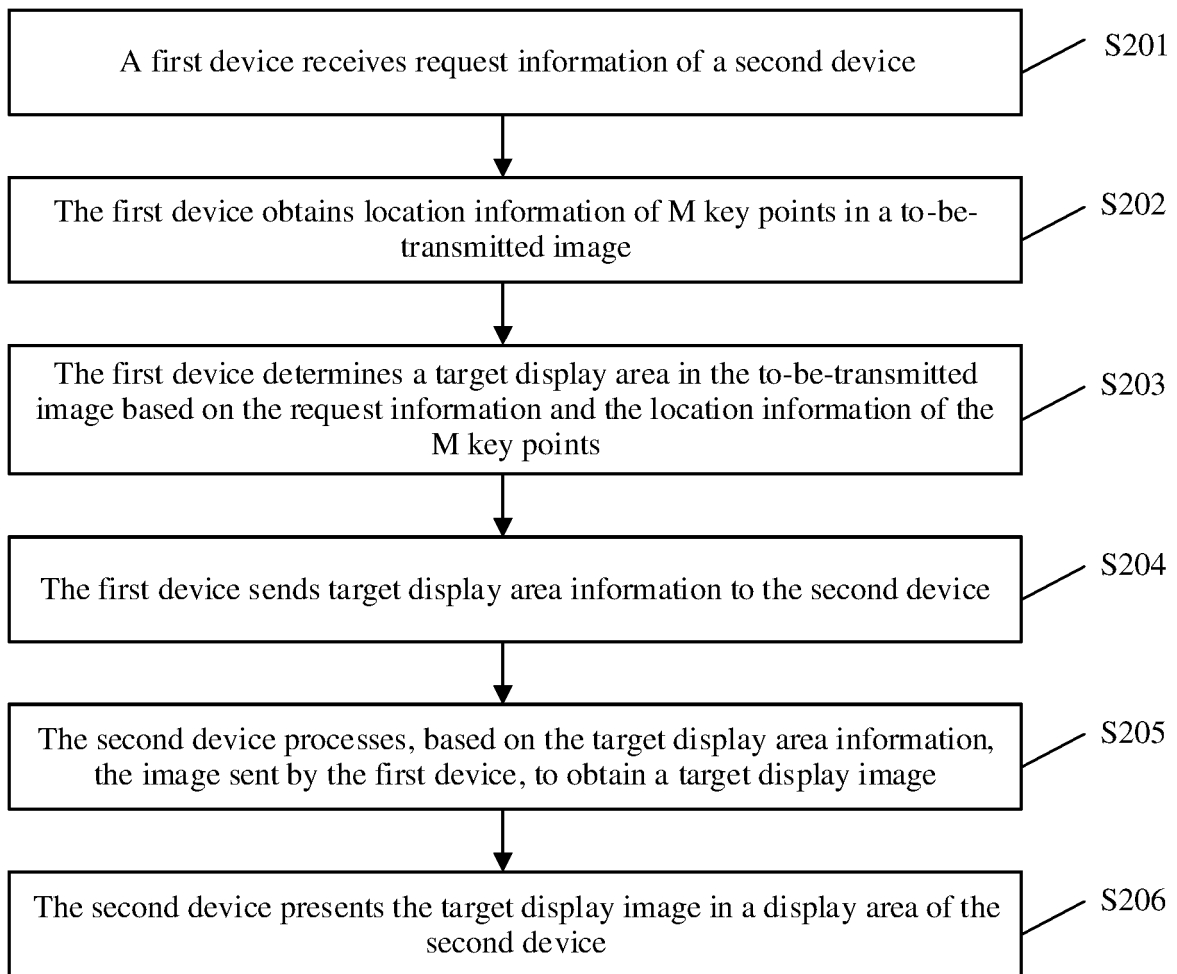 A first device receives request information of a second device
S201
The first device obtains location information of M key points in a to-be-
transmitted image
S202
The first device determines a target display area in the to-be-transmitted
image based on the request information and the location information of the
M key points
S203
The first device sends target display area information to the second device
S204
The second device processes, based on the target display area information,
the image sent by the first device, to obtain a target display image
S205
The second device presents the target display image in a display area of the
second device
S206